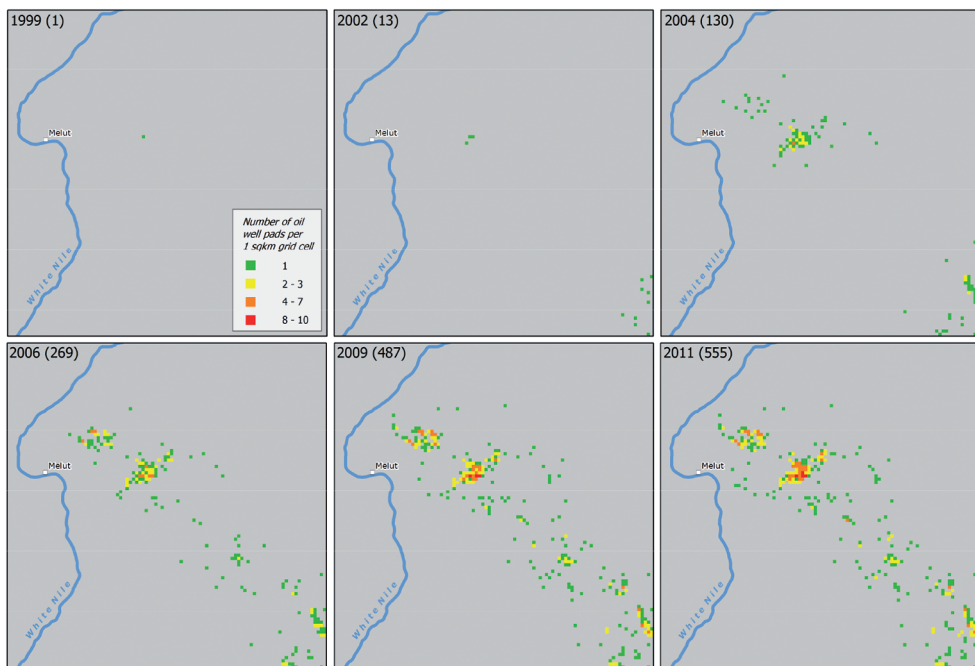 1999 (1)
2002 (13)
2004 (130)
Melut
Melut
Melut
Number of oil
well pads per
1 sqkm grid cell
1
2 - 3
4 - 7
8 - 10
White Nile
White Nile
White Nile
2006 (269)
2009 (487)
2011 (555)
Melut
Melut
Melut
White Nile
White Nile
White Nile